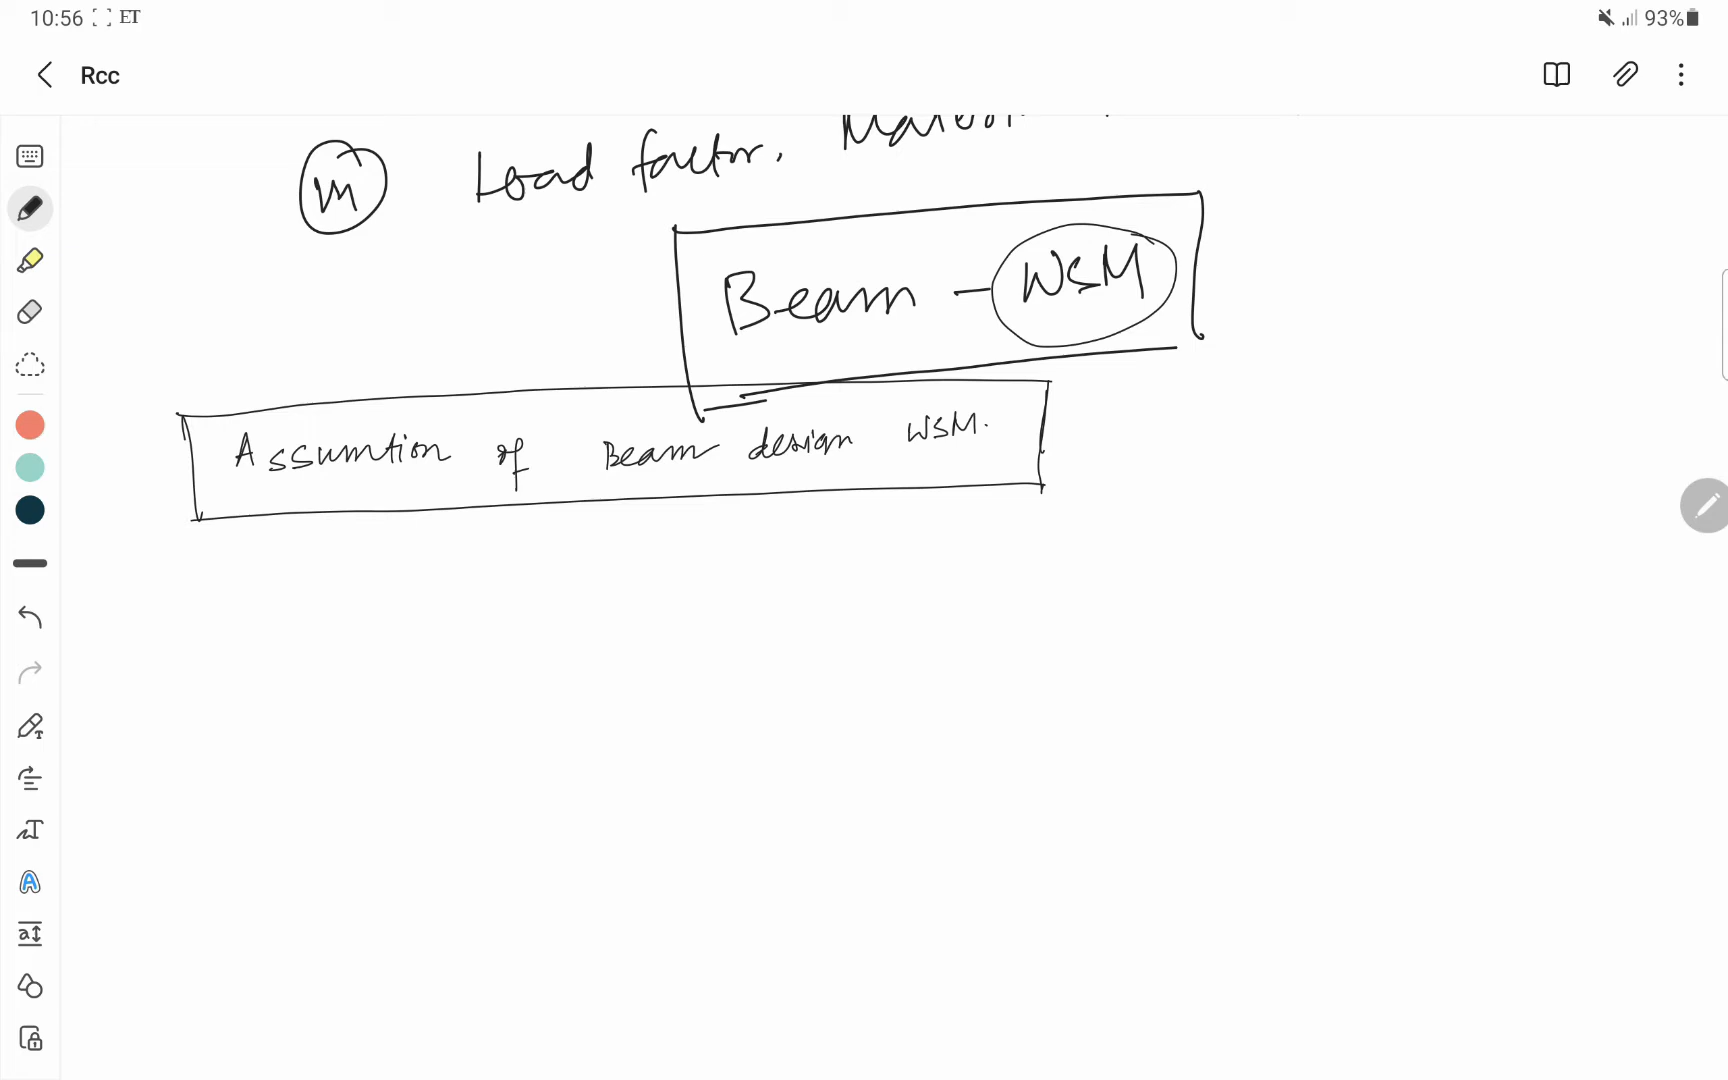 10:56 ET 93%
Rcc
Load factor.
Beam - WSM
Assumtion of Beam design WSM.